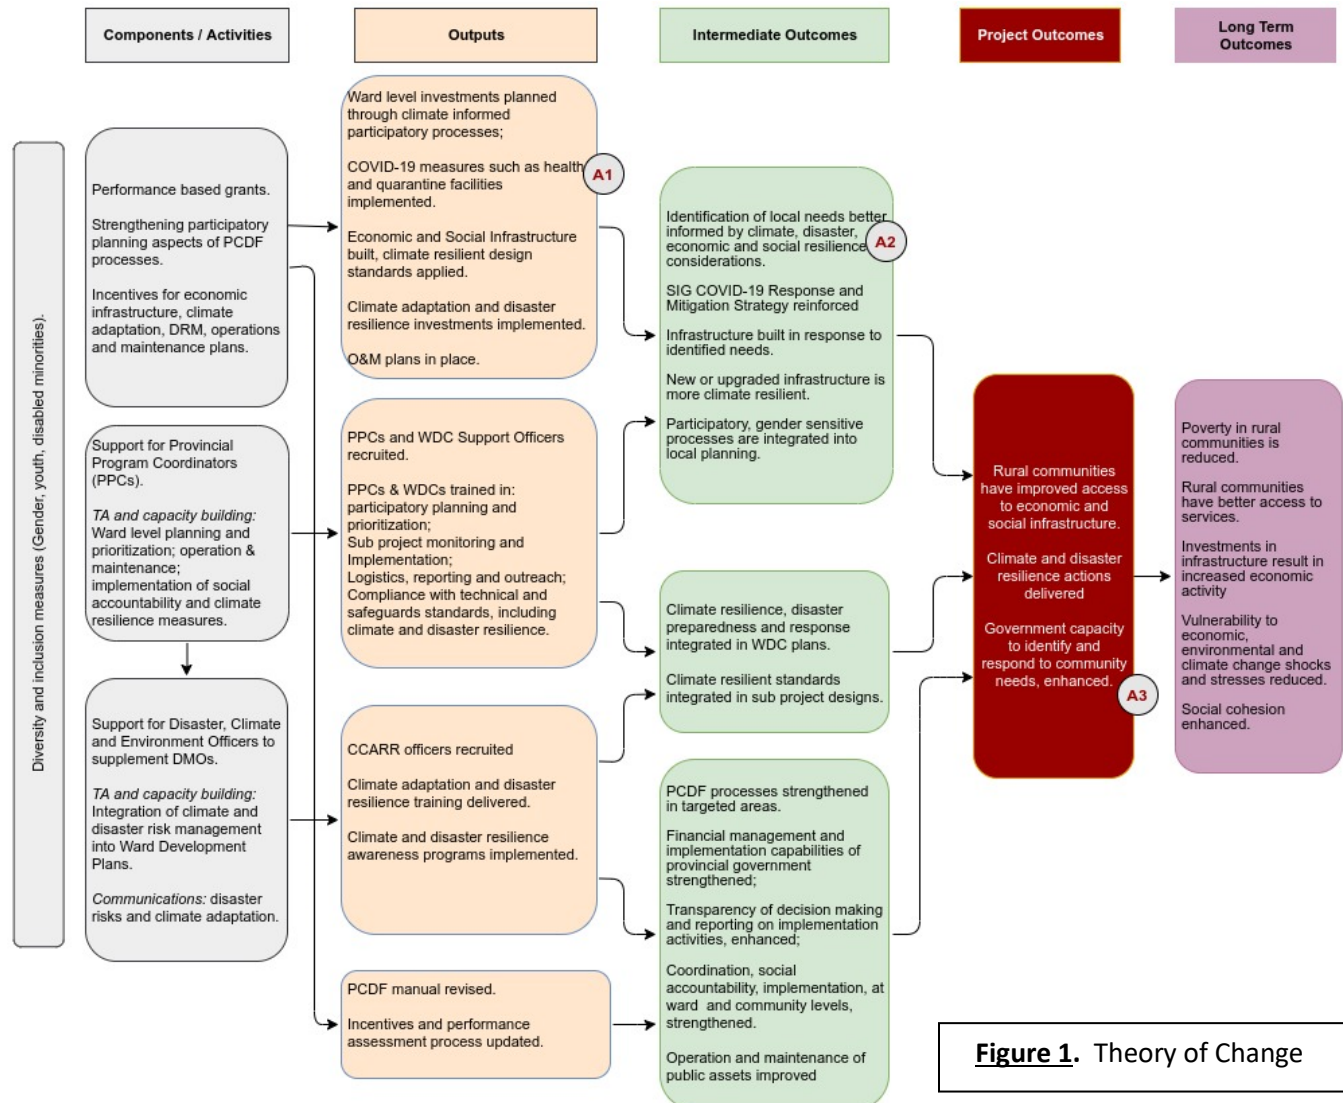 Components / Activities
Outputs
Intermediate Outcomes
Project Outcomes
Long Term
Outcomes
Diversity and inclusion measures (Gender, youth, disabled minorities).
Performance based grants.
Strengthening participatory
planning aspects of PCDF
processes.
Incentives for economic
infrastructure, climate
adaptation, DRM, operations
and maintenance plans.
Support for Provincial
Program Coordinators
(PPCs).
TA and capacity building:
Ward level planning and
prioritization; operation &
maintenance;
implementation of social
accountability and climate
resilience measures.
Support for Disaster, Climate
and Environment Officers to
supplement DMOs.
TA and capacity building:
Integration of climate and
disaster risk management
into Ward Development
Plans.
Communications: disaster
risks and climate adaptation.
Ward level investments planned
through climate informed
participatory processes;
COVID-19 measures such as health
and quarantine facilities
implemented.
Economic and Social Infrastructure
built, climate resilient design
standards applied.
Climate adaptation and disaster
resilience investments implemented.
O&M plans in place.
A1
PPCs and WDC Support Officers
recruited.
PPCs & WDCs trained in:
participatory planning and
prioritization;
Sub project monitoring and
Implementation;
Logistics, reporting and outreach;
Compliance with technical and
safeguards standards, including
climate and disaster resilience.
CCARR officers recruited
Climate adaptation and disaster
resilience training delivered.
Climate and disaster resilience
awareness programs implemented.
PCDF manual revised.
Incentives and performance
assessment process updated.
Identification of local needs better
informed by climate, disaster,
economic and social resilience
considerations.
A2
SIG COVID-19 Response and
Mitigation Strategy reinforced
Infrastructure built in response to
identified needs.
New or upgraded infrastructure is
more climate resilient.
Participatory, gender sensitive
processes are integrated into
local planning.
Climate resilience, disaster
preparedness and response
integrated in WDC plans.
Climate resilient standards
integrated in sub project designs.
PCDF processes strengthened
in targeted areas.
Financial management and
implementation capabilities of
provincial government
strengthened;
Transparency of decision making
and reporting on implementation
activities, enhanced;
Coordination, social
accountability, implementation, at
ward and community levels,
strengthened.
Operation and maintenance of
public assets improved
Rural communities
have improved access
to economic and
social infrastructure.
Climate and disaster
resilience actions
delivered
Government capacity
to identify and
respond to community
needs, enhanced.
A3
Poverty in rural
communities is
reduced.
Rural communities
have better access to
services.
Investments in
infrastructure result in
increased economic
activity
Vulnerability to
economic,
environmental and
climate change shocks
and stresses reduced.
Social cohesion
enhanced.
Figure 1. Theory of Change